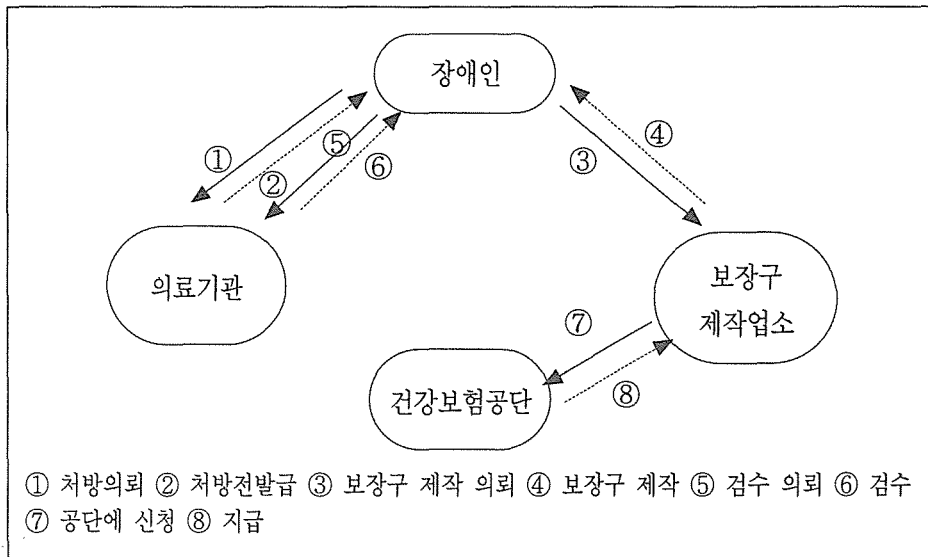 장애인
①
②
⑤
⑥
③
④
의료기관
보장구
제작업소
⑦
⑧
건강보험공단
① 처방의뢰 ② 처방전발급 ③ 보장구 제작 의뢰 ④ 보장구 제작 ⑤ 검수 의뢰 ⑥ 검수
⑦ 공단에 신청 ⑧ 지급